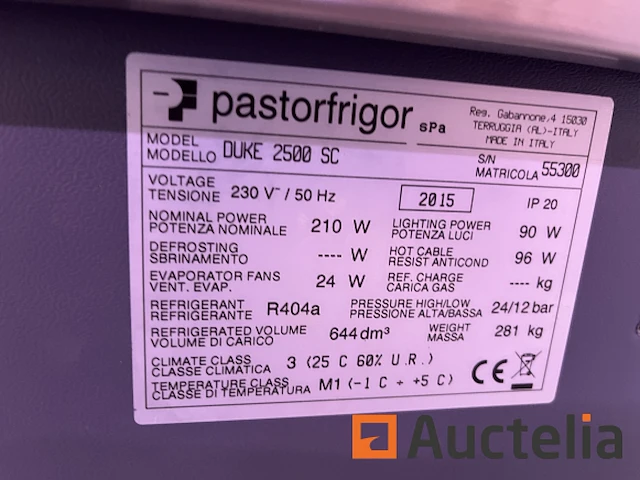 pastorfrigor spa
Reg. Gabannone,4 15030
TERRUGGIA (AL)-ITALY
MADE IN ITALY
MODEL
MODELLO DUKE 2500 SC
S/N
MATRICOLA 55300
VOLTAGE
TENSIONE 230 V~ / 50 Hz
2015
IP 20
NOMINAL POWER
POTENZA NOMINALE 210 W
LIGHTING POWER
POTENZA LUCI 90 W
DEFROSTING
SBRINAMENTO ---- W
HOT CABLE
RESIST ANTICOND 96 W
EVAPORATOR FANS
VENT. EVAP. 24 W
REF. CHARGE
CARICA GAS ---- kg
REFRIGERANT
REFRIGERANTE R404a
PRESSURE HIGH/LOW
PRESSIONE ALTA/BASSA 24/12 bar
REFRIGERATED VOLUME
VOLUME DI CARICO 644 dm³
WEIGHT
MASSA 281 kg
CLIMATE CLASS
CLASSE CLIMATICA 3 (25 C 60% U.R.)
TEMPERATURE CLASS
CLASSE DI TEMPERATURA M1 (-1 C ÷ +5 C)
CE
Auctelia